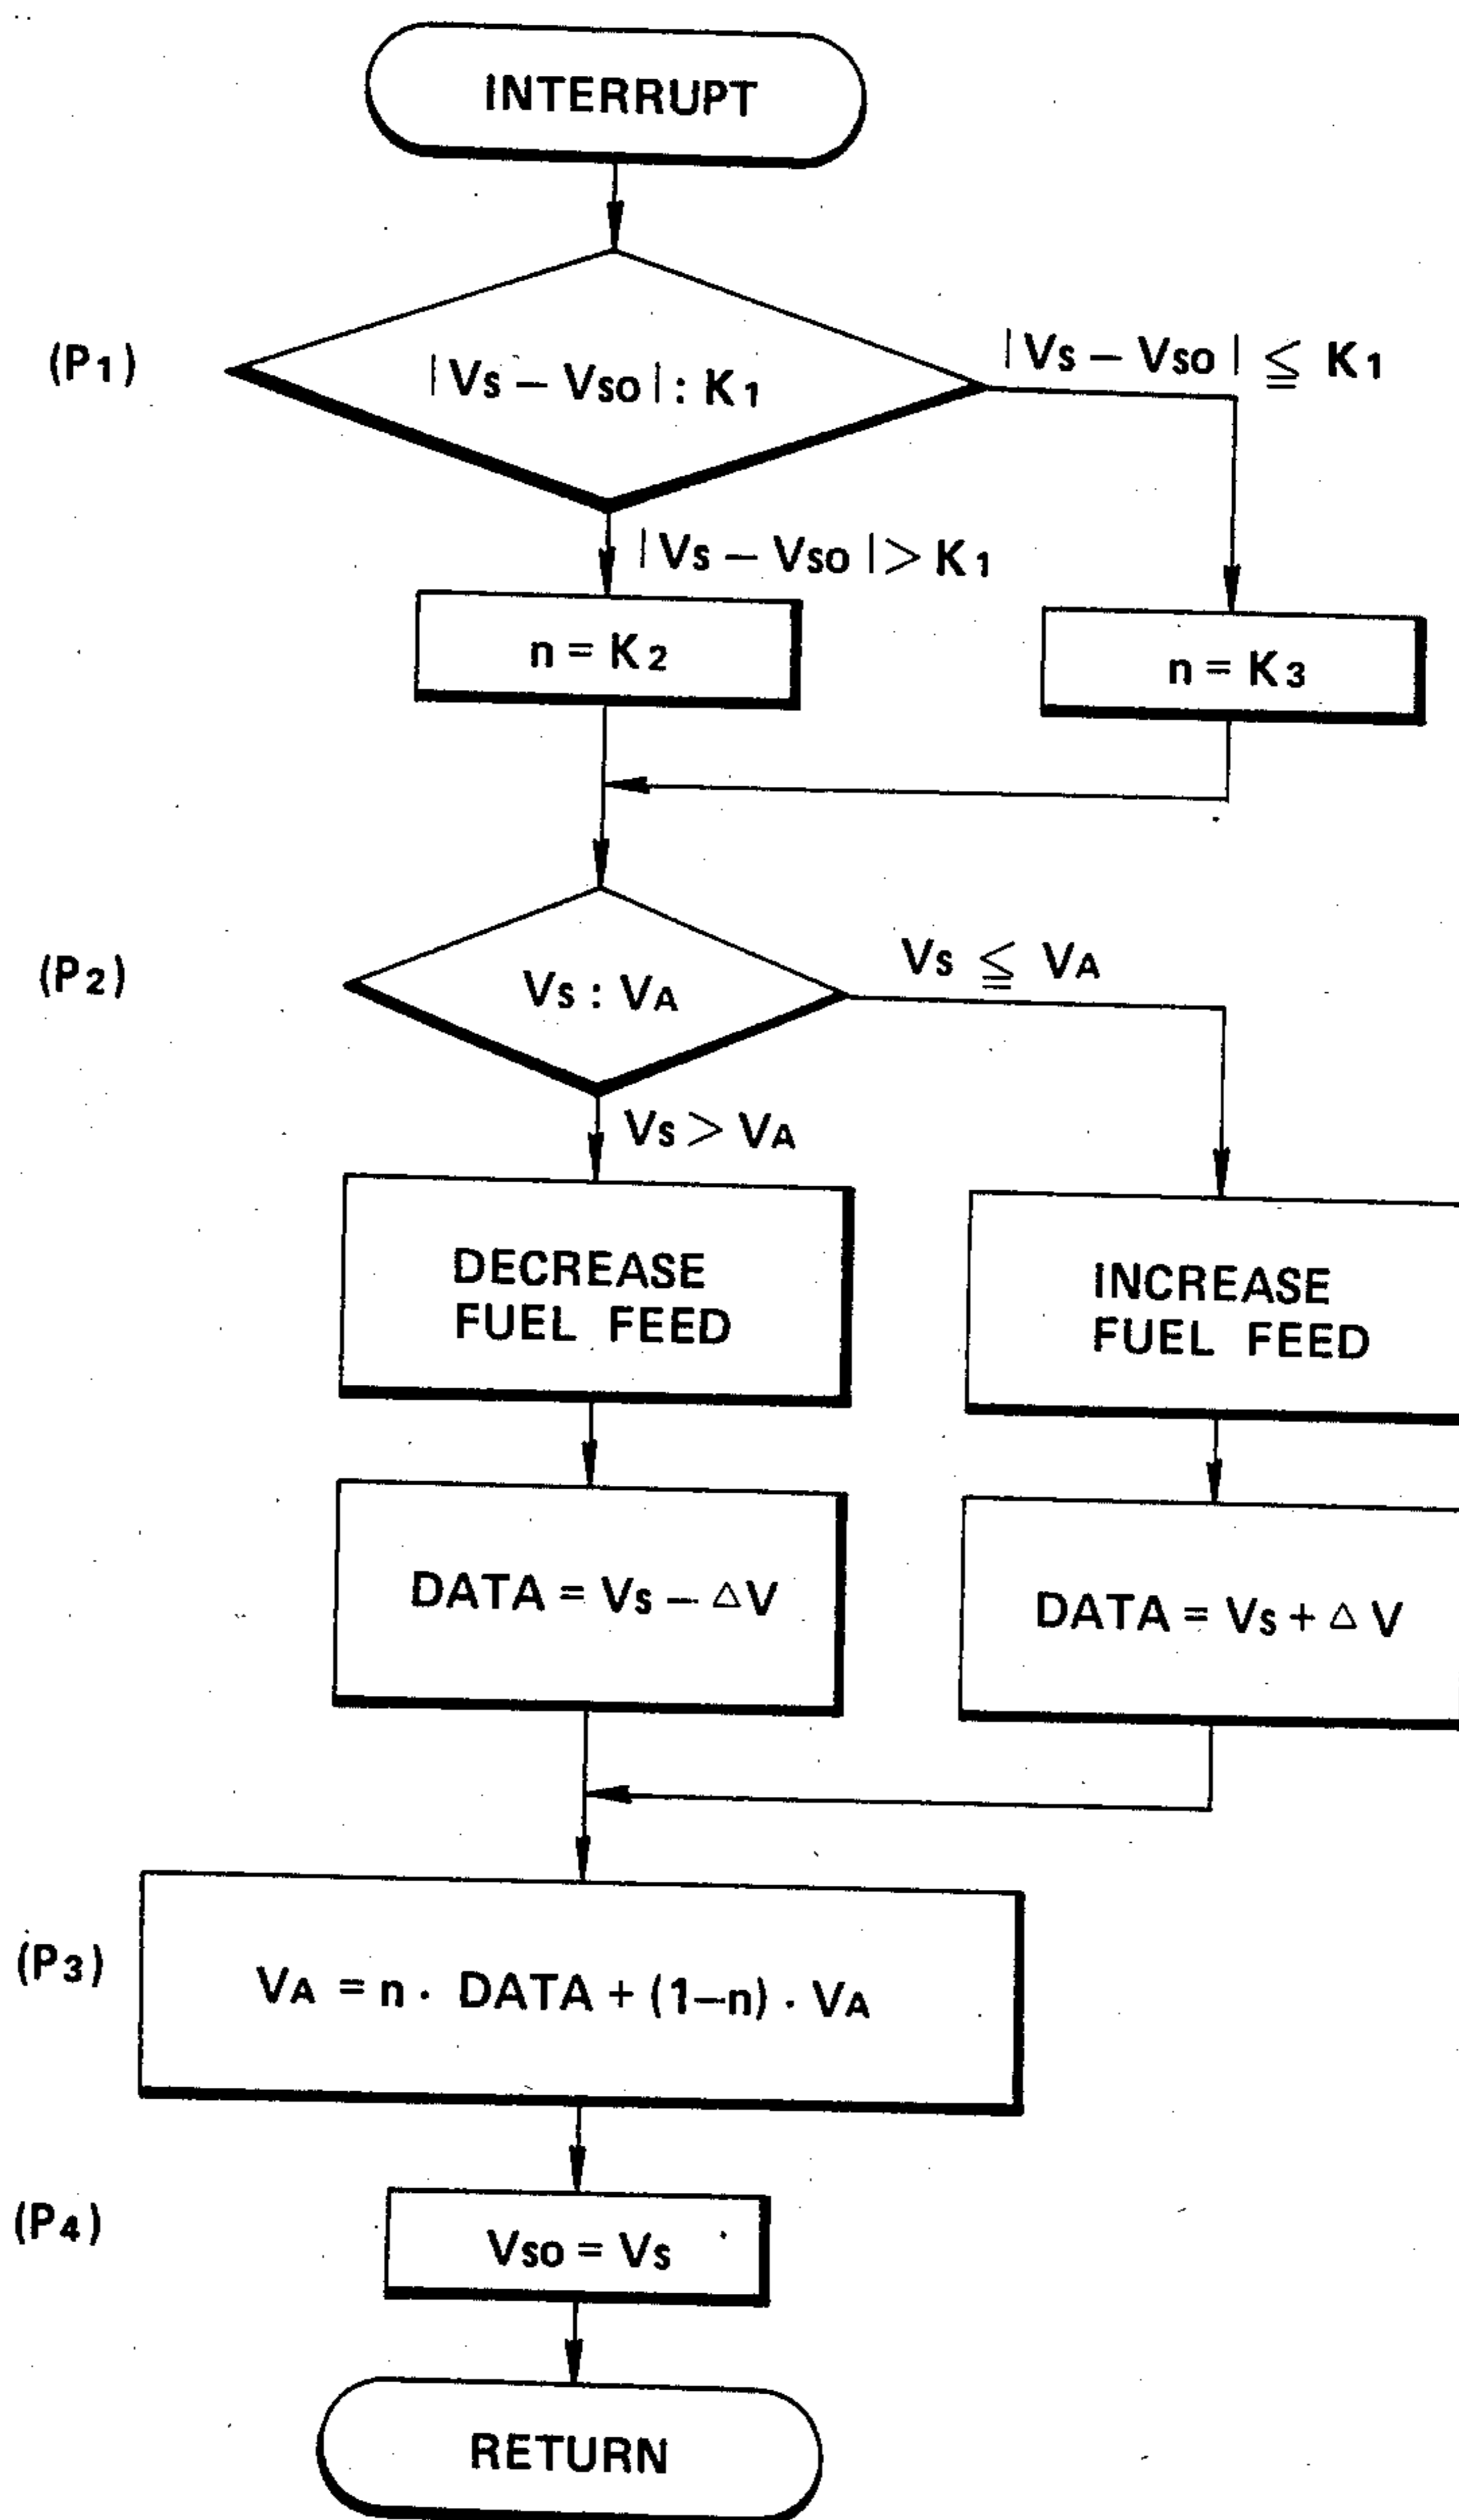 INTERRUPT
(P1)
|Vs – Vso| : K1
|Vs – Vso| ≦ K1
|Vs – Vso| > K1
n = K2
n = K3
(P2)
Vs : VA
Vs ≦ VA
Vs > VA
DECREASE
FUEL FEED
INCREASE
FUEL FEED
DATA = Vs – △V
DATA = Vs + △V
(P3)
VA = n · DATA + (1–n) · VA
(P4)
Vso = Vs
RETURN